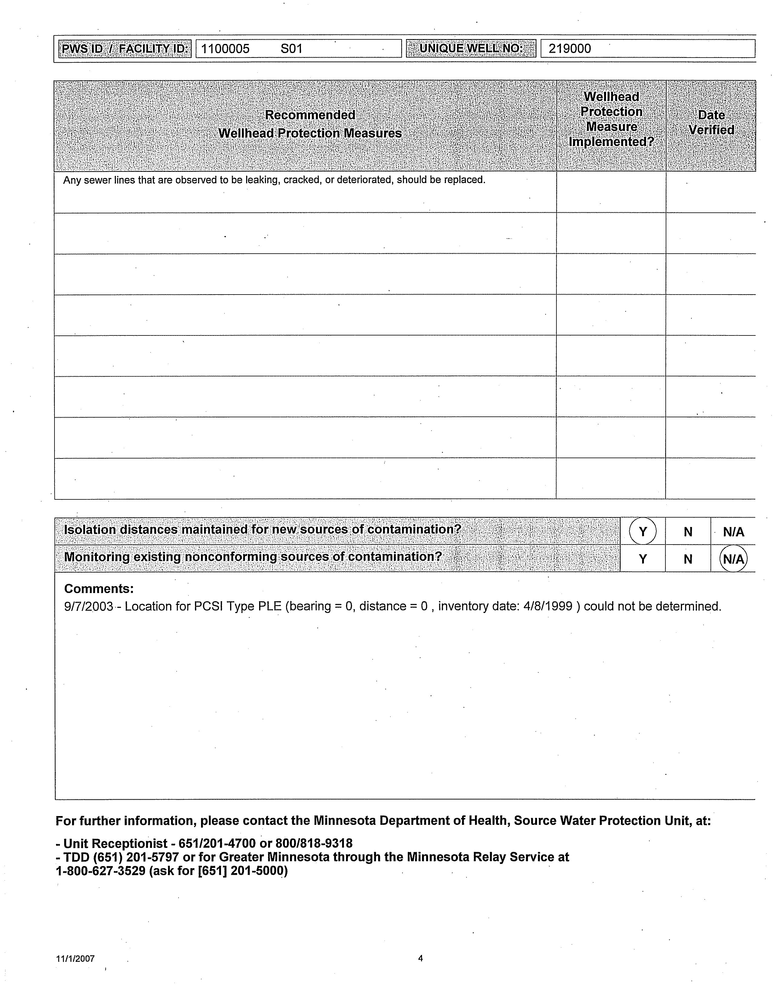 PWS ID / FACILITY ID: 1100005 S01 UNIQUE WELL NO: 219000
Recommended
Wellhead Protection Measures
Wellhead
Protection
Measure
Implemented?
Date
Verified
Any sewer lines that are observed to be leaking, cracked, or deteriorated, should be replaced.
Isolation distances maintained for new sources of contamination? Y N N/A
Monitoring existing nonconforming sources of contamination? Y N N/A
Comments:
9/7/2003 - Location for PCSI Type PLE (bearing = 0, distance = 0 , inventory date: 4/8/1999 ) could not be determined.
For further information, please contact the Minnesota Department of Health, Source Water Protection Unit, at:
- Unit Receptionist - 651/201-4700 or 800/818-9318
- TDD (651) 201-5797 or for Greater Minnesota through the Minnesota Relay Service at
1-800-627-3529 (ask for [651] 201-5000)
11/1/2007 4